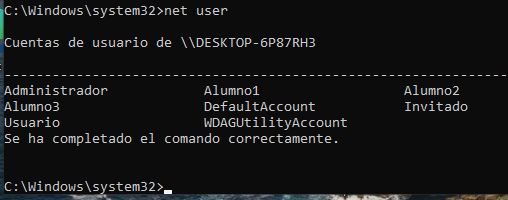 C:\Windows\system32>net user
Cuentas de usuario de \\DESKTOP-6P87RH3
-------------------------------------------------------------------------------
Administrador            Alumno1                  Alumno2
Alumno3                  DefaultAccount           Invitado
Usuario                  WDAGUtilityAccount
Se ha completado el comando correctamente.
C:\Windows\system32>